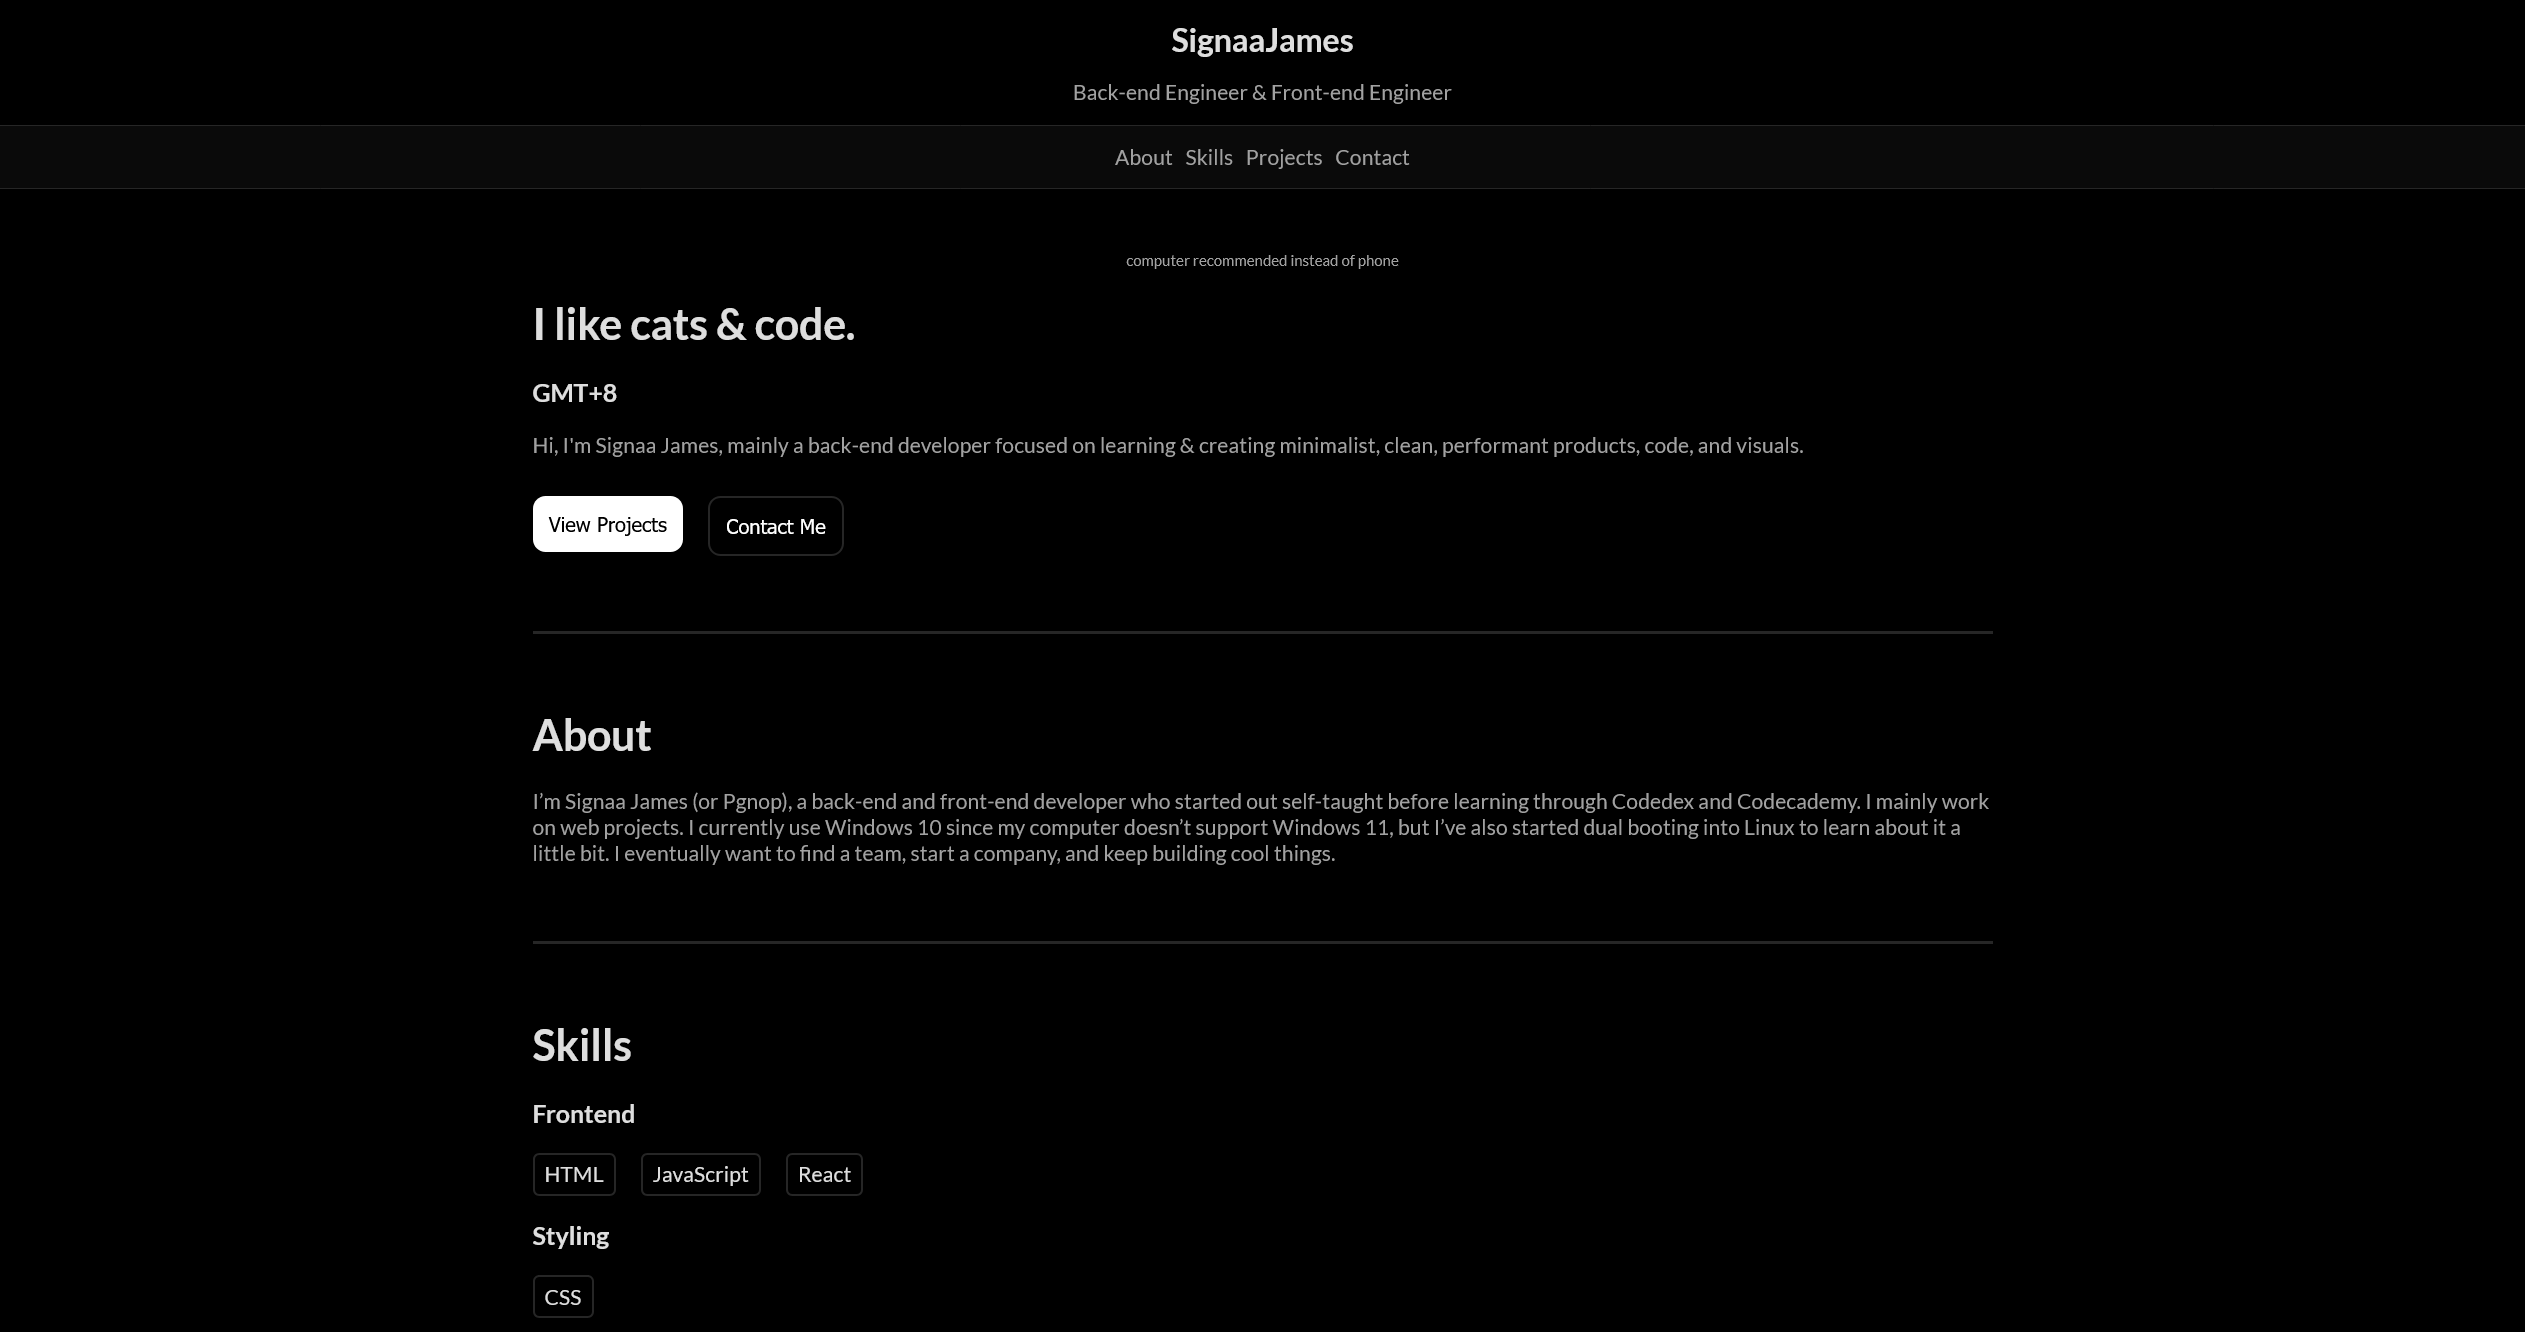 SignaaJames
Back-end Engineer & Front-end Engineer
About Skills Projects Contact
computer recommended instead of phone
I like cats & code.
GMT+8
Hi, I'm Signaa James, mainly a back-end developer focused on learning & creating minimalist, clean, performant products, code, and visuals.
View Projects Contact Me
About
I’m Signaa James (or Pgnop), a back-end and front-end developer who started out self-taught before learning through Codedex and Codecademy. I mainly work
on web projects. I currently use Windows 10 since my computer doesn’t support Windows 11, but I’ve also started dual booting into Linux to learn about it a
little bit. I eventually want to find a team, start a company, and keep building cool things.
Skills
Frontend
HTML JavaScript React
Styling
CSS